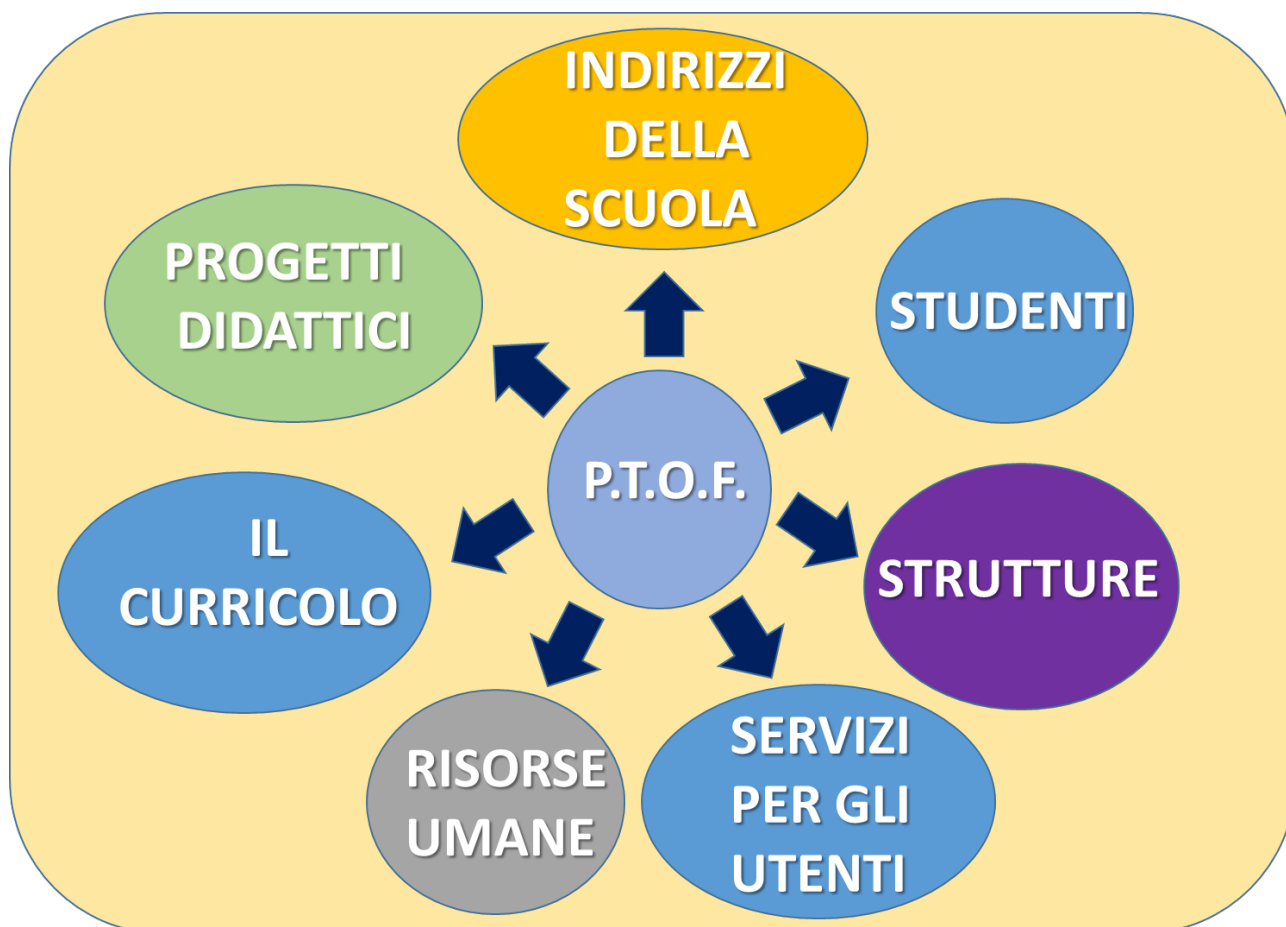 INDIRIZZI
DELLA
SCUOLA
PROGETTI
DIDATTICI
STUDENTI
P.T.O.F.
IL
CURRICOLO
STRUTTURE
RISORSE
UMANE
SERVIZI
PER GLI
UTENTI